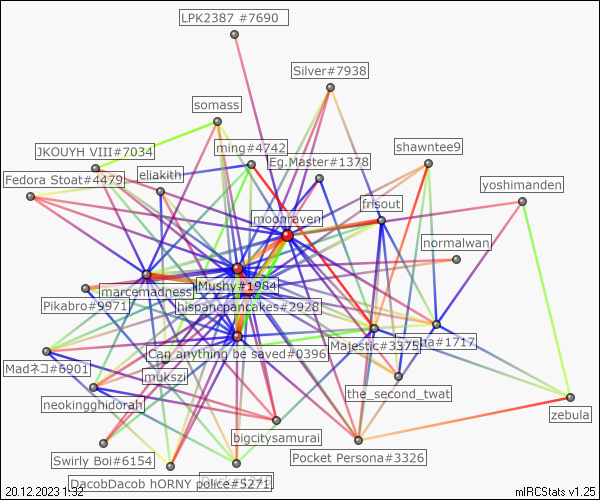 LPK2387 #7690
Silver#7938
somass
ming#4742
shawntee9
JKOUYH VIII#7034
Eg.Master#1378
Fedora Stoat#4479
eliakith
yoshimanden
frisout
moonraven
normalwan
Mushy#1984
marcemadness
Pikabro#9971
hispancpancakes#2928
Majestic#3375
ha#1717
Can anything be saved#0396
Madネコ#6901
mukszi
the_second_twat
neokingghidorah
zebula
bigcitysamurai
Pocket Persona#3326
Swirly Boi#6154
DacobDacob hORNY police#5271
20.12.2023 1:32
mIRCStats v1.25